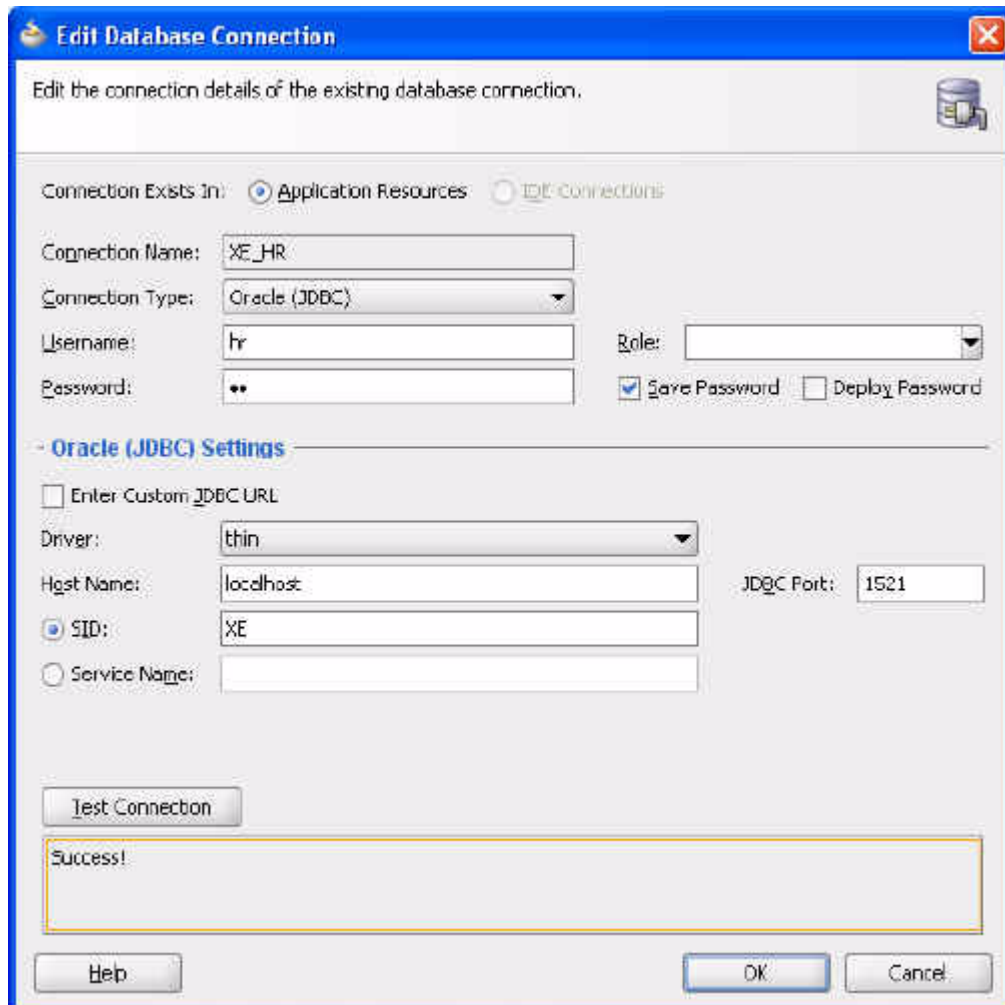 Edit Database Connection
Edit the connection details of the existing database connection.
Connection Exists In: Application Resources IDE Connections
Connection Name: XE_HR
Connection Type: Oracle (JDBC)
Username: hr Role:
Password: •• Save Password Deploy Password
- Oracle (JDBC) Settings
Enter Custom JDBC URL
Driver: thin
Host Name: localhost JDBC Port: 1521
SID: XE
Service Name:
Test Connection
Success!
Help OK Cancel